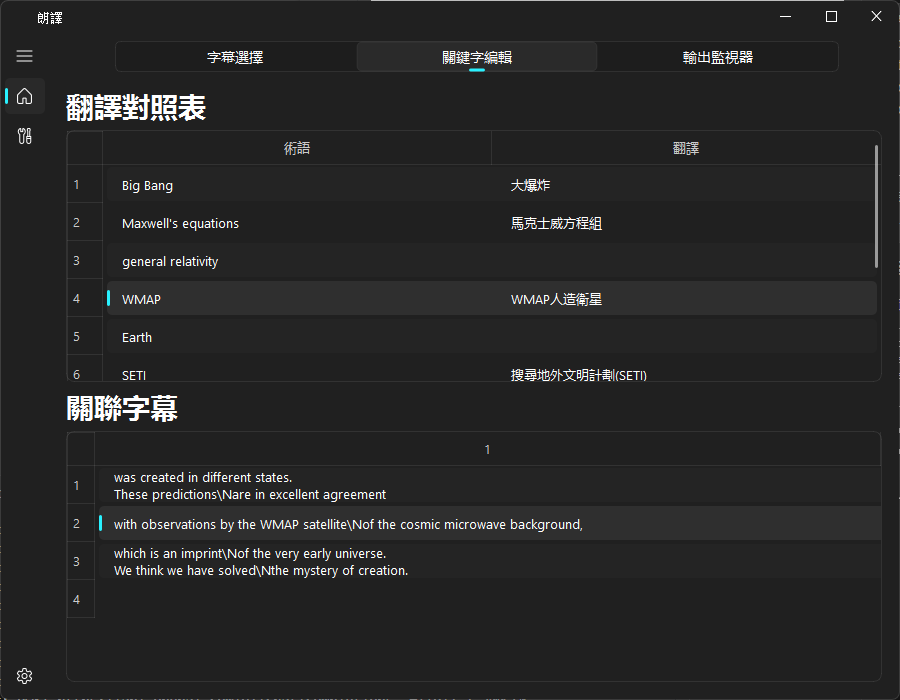 朗譯
字幕選擇
關鍵字編輯
輸出監視器
翻譯對照表
術語 翻譯
1 Big Bang 大爆炸
2 Maxwell's equations 馬克士威方程組
3 general relativity
4 WMAP WMAP人造衛星
5 Earth
6 SETI 搜尋地外文明計劃(SETI)
關聯字幕
1
1 was created in different states.
These predictions\Nare in excellent agreement
2 with observations by the WMAP satellite\Nof the cosmic microwave background,
3 which is an imprint\Nof the very early universe.
We think we have solved\Nthe mystery of creation.
4